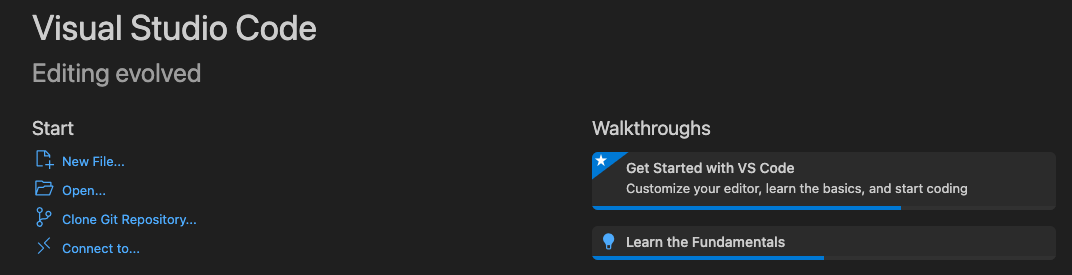 Visual Studio Code
Editing evolved
Start
New File...
Open...
Clone Git Repository...
Connect to...
Walkthroughs
Get Started with VS Code
Customize your editor, learn the basics, and start coding
Learn the Fundamentals